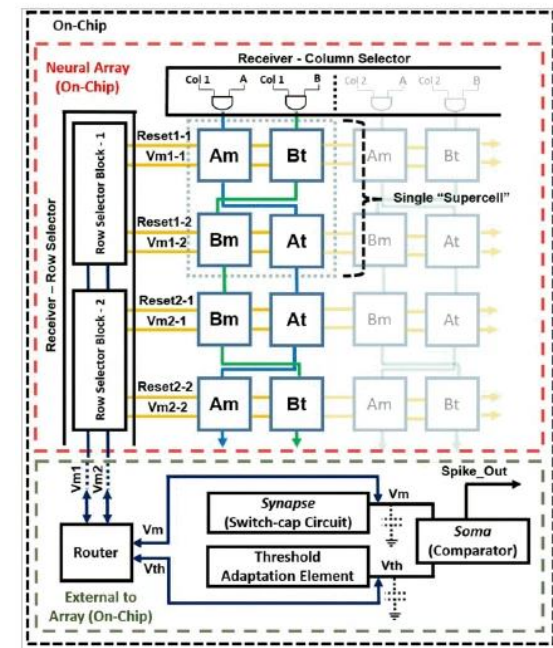 On-Chip
Receiver - Column Selector
Neural Array
(On-Chip)
Col 1 A Col 1 B Col 2 A Col 2 B
Receiver – Row Selector
Row Selector Block - 1
Reset1-1
Vm1-1
Am Bt Am Bt
Single "Supercell"
Reset1-2
Vm1-2
Bm At Bm At
Row Selector Block - 2
Reset2-1
Vm2-1
Bm At Bm At
Reset2-2
Vm2-2
Am Bt Am Bt
Vm1
Vm2
Spike_Out
Synapse
(Switch-cap Circuit)
Vm
Vm
Router
Soma
(Comparator)
Threshold
Adaptation Element
Vth
Vth
External to
Array (On-Chip)